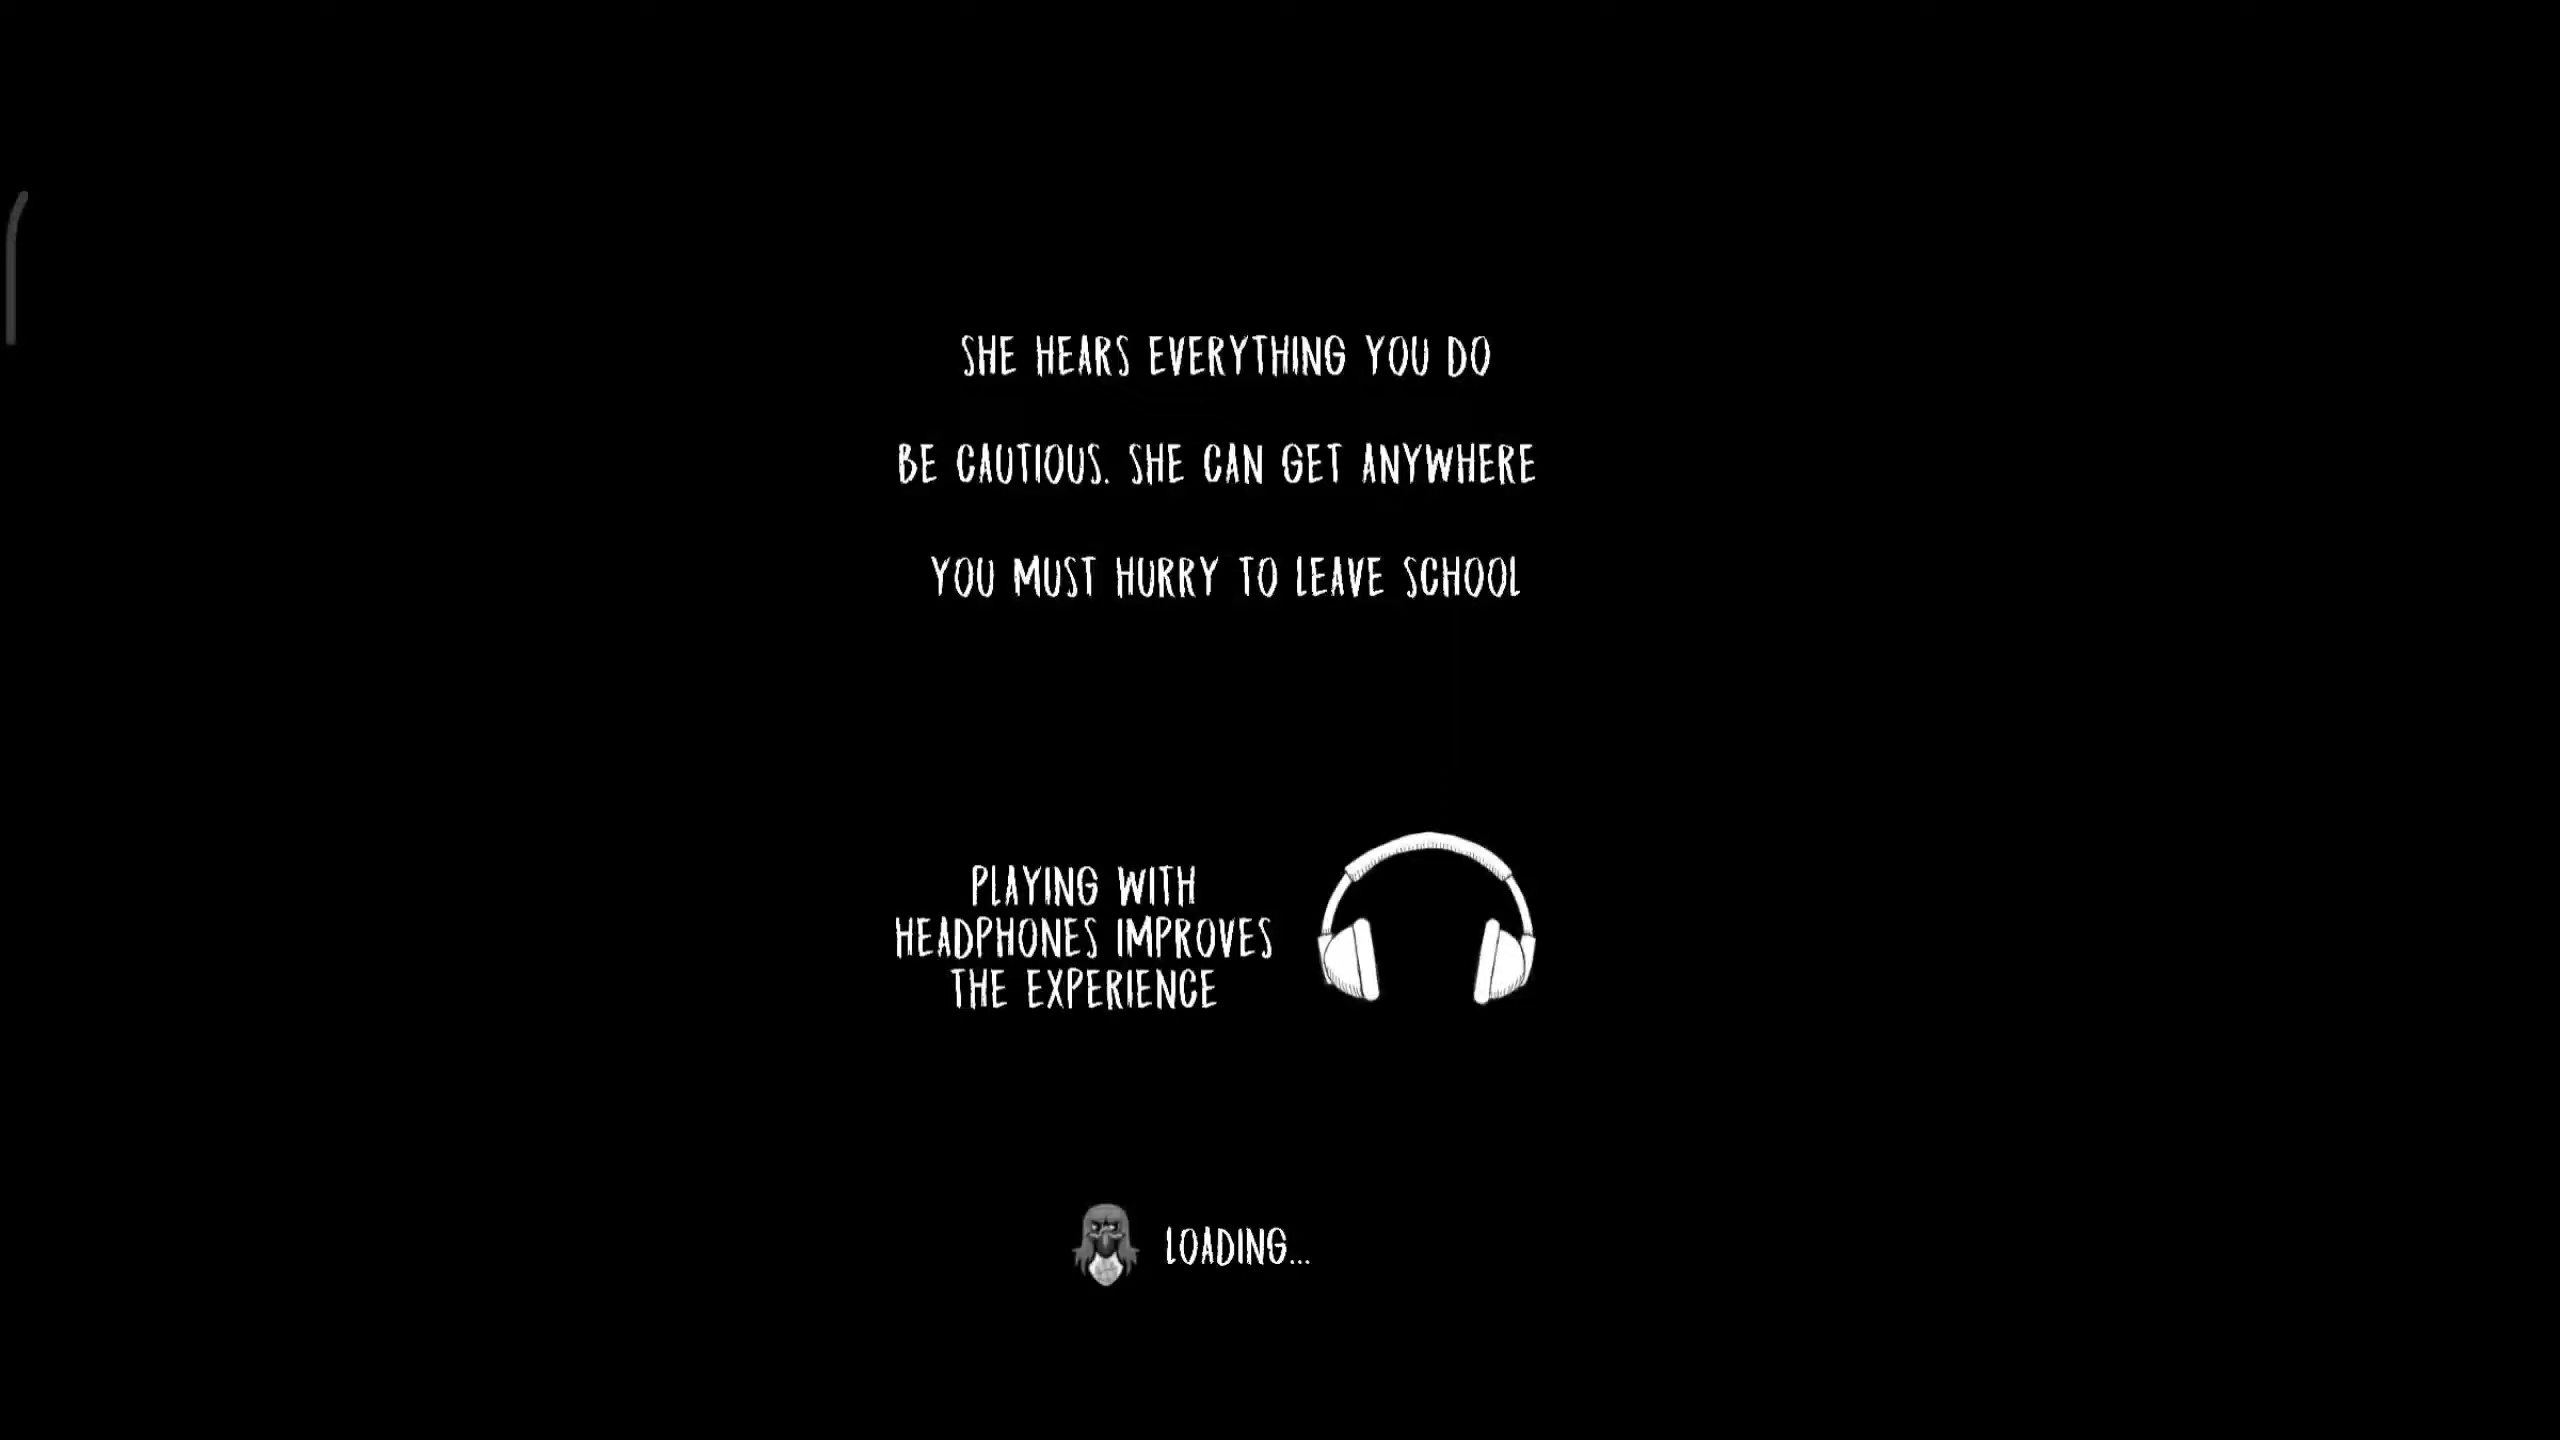 SHE HEARS EVERYTHING YOU DO
BE CAUTIOUS. SHE CAN GET ANYWHERE
YOU MUST HURRY TO LEAVE SCHOOL
PLAYING WITH
HEADPHONES IMPROVES
THE EXPERIENCE
LOADING...